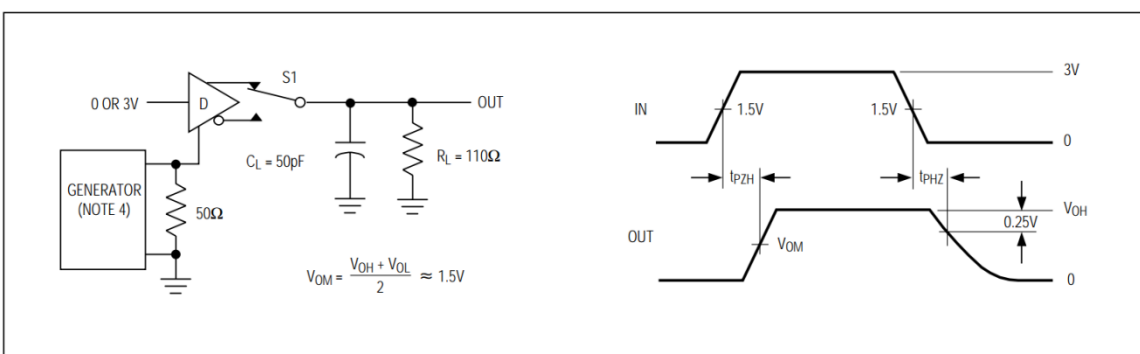 S1
0 OR 3V
D
OUT
C_L = 50pF
R_L = 110Ω
GENERATOR
(NOTE 4)
50Ω
V_OM = (V_OH + V_OL) / 2 ≈ 1.5V
3V
IN
1.5V
1.5V
0
t_PZH
t_PHZ
V_OH
0.25V
OUT
V_OM
0